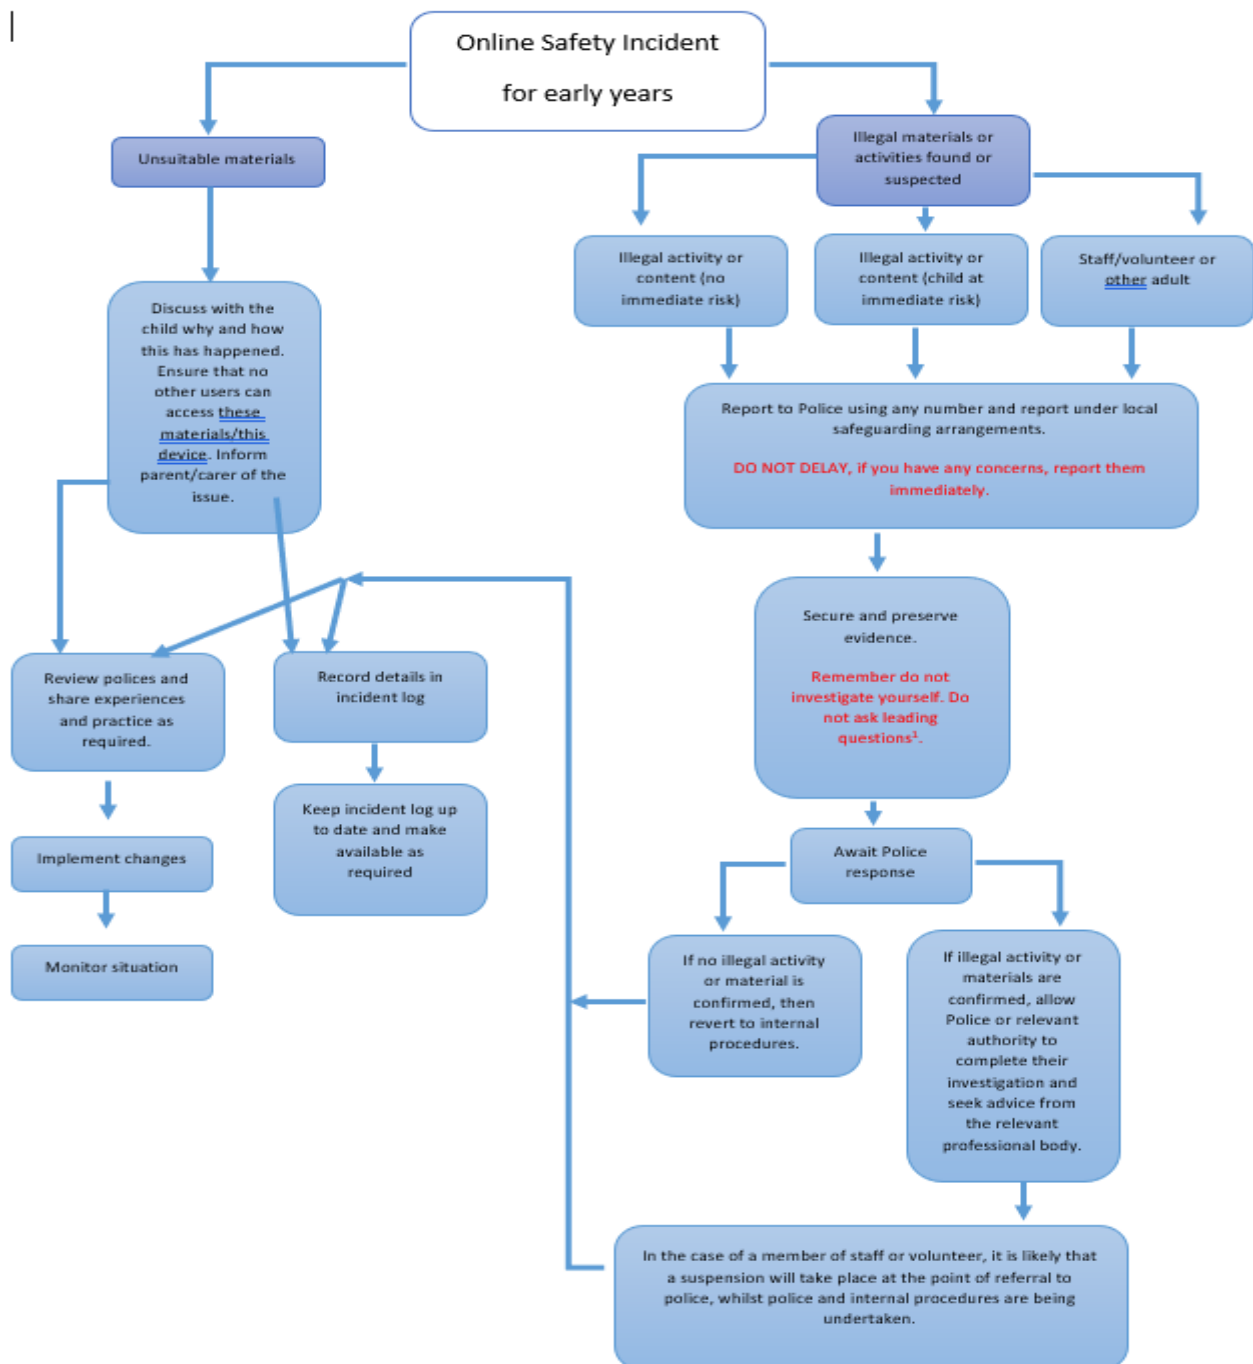 Online Safety Incident
for early years
Unsuitable materials
Illegal materials or
activities found or
suspected
Illegal activity or
content (no
immediate risk)
Illegal activity or
content (child at
immediate risk)
Staff/volunteer or
other adult
Discuss with the
child why and how
this has happened.
Ensure that no
other users can
access these
materials/this
device. Inform
parent/carer of the
issue.
Report to Police using any number and report under local
safeguarding arrangements.
DO NOT DELAY, if you have any concerns, report them
immediately.
Secure and preserve
evidence.
Remember do not
investigate yourself. Do
not ask leading
questions¹.
Review polices and
share experiences
and practice as
required.
Record details in
incident log
Keep incident log up
to date and make
available as
required
Implement changes
Monitor situation
Await Police
response
If no illegal activity
or material is
confirmed, then
revert to internal
procedures.
If illegal activity or
materials are
confirmed, allow
Police or relevant
authority to
complete their
investigation and
seek advice from
the relevant
professional body.
In the case of a member of staff or volunteer, it is likely that
a suspension will take place at the point of referral to
police, whilst police and internal procedures are being
undertaken.